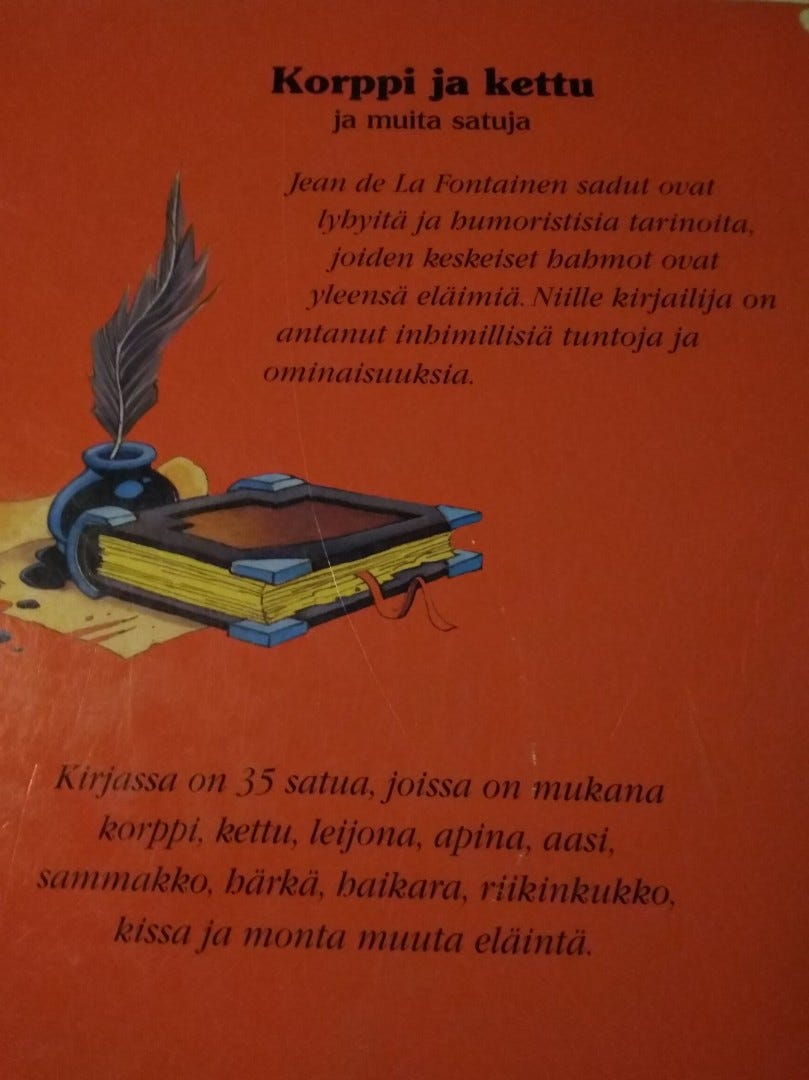 Korppi ja kettu
ja muita satuja
Jean de La Fontainen sadut ovat
lyhyitä ja humoristisia tarinoita,
joiden keskeiset hahmot ovat
yleensä eläimiä. Niille kirjailija on
antanut inhimillisiä tuntoja ja
ominaisuuksia.
Kirjassa on 35 satua, joissa on mukana
korppi, kettu, leijona, apina, aasi,
sammakko, härkä, haikara, riikinkukko,
kissa ja monta muuta eläintä.